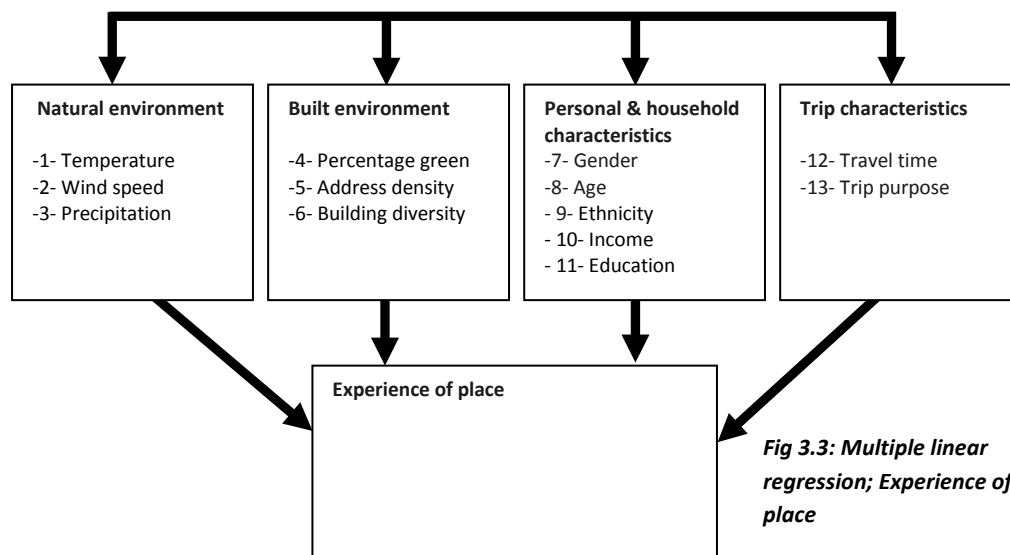 Natural environment
-1- Temperature
-2- Wind speed
-3- Precipitation
Built environment
-4- Percentage green
-5- Address density
-6- Building diversity
Personal & household
characteristics
-7- Gender
-8- Age
- 9- Ethnicity
- 10- Income
- 11- Education
Trip characteristics
-12- Travel time
-13- Trip purpose
Experience of place
Fig 3.3: Multiple linear
regression; Experience of
place